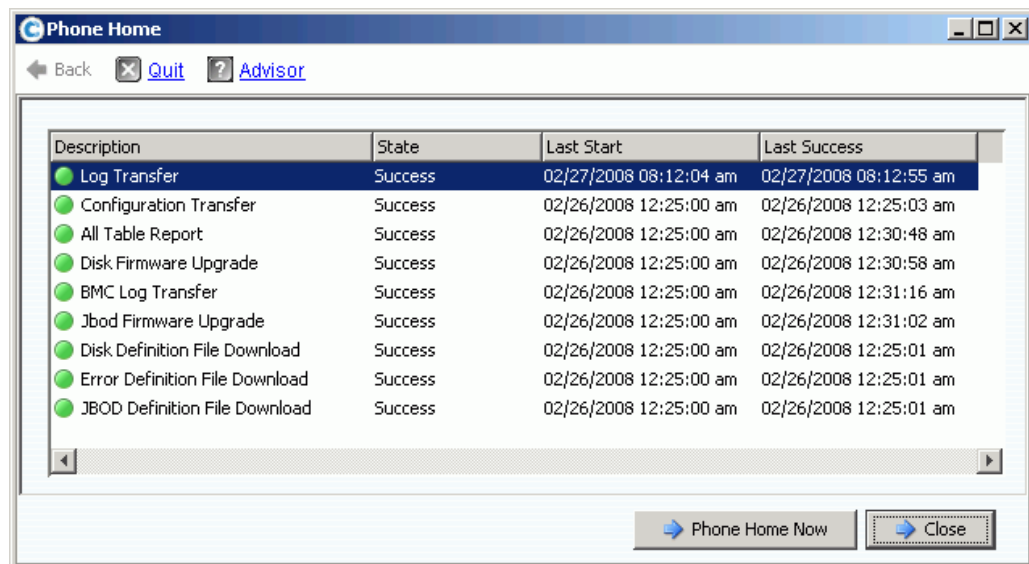 Phone Home
Back Quit Advisor
Description State Last Start Last Success
Log Transfer Success 02/27/2008 08:12:04 am 02/27/2008 08:12:55 am
Configuration Transfer Success 02/26/2008 12:25:00 am 02/26/2008 12:25:03 am
All Table Report Success 02/26/2008 12:25:00 am 02/26/2008 12:30:48 am
Disk Firmware Upgrade Success 02/26/2008 12:25:00 am 02/26/2008 12:30:58 am
BMC Log Transfer Success 02/26/2008 12:25:00 am 02/26/2008 12:31:16 am
Jbod Firmware Upgrade Success 02/26/2008 12:25:00 am 02/26/2008 12:31:02 am
Disk Definition File Download Success 02/26/2008 12:25:00 am 02/26/2008 12:25:01 am
Error Definition File Download Success 02/26/2008 12:25:00 am 02/26/2008 12:25:01 am
JBOD Definition File Download Success 02/26/2008 12:25:00 am 02/26/2008 12:25:01 am
Phone Home Now Close